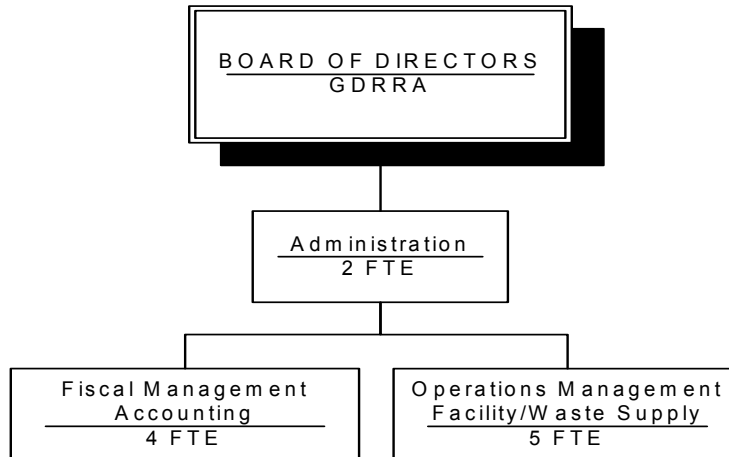 BOARD OF DIRECTORS
GDRRA
Administration
2 FTE
Fiscal Management
Accounting
4 FTE
Operations Management
Facility/Waste Supply
5 FTE